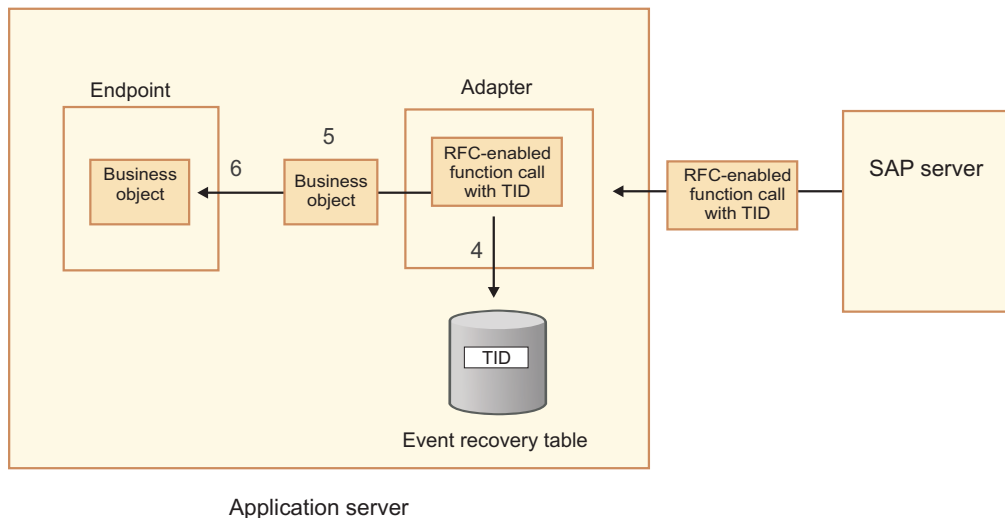 Endpoint
Business
object
6
5
Business
object
Adapter
RFC-enabled
function call
with TID
4
TID
Event recovery table
RFC-enabled
function call
with TID
SAP server
Application server